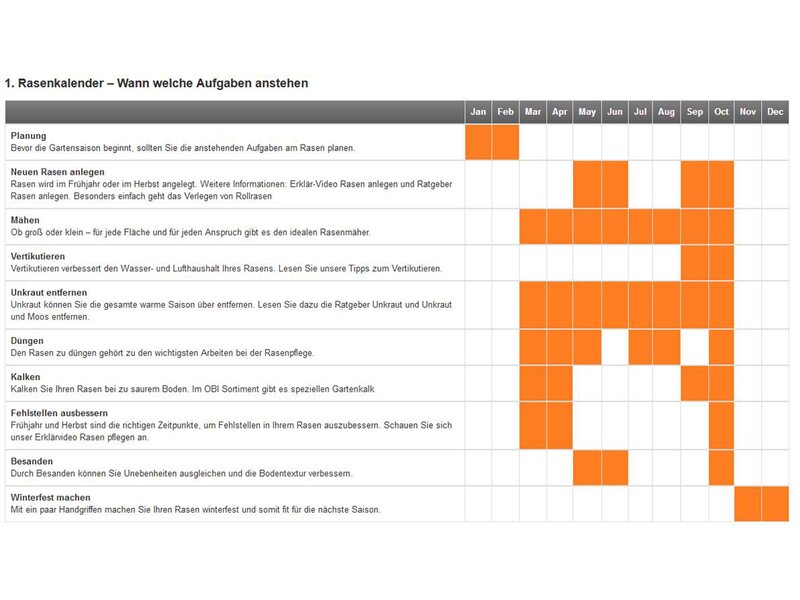 1. Rasenkalender – Wann welche Aufgaben anstehen
Jan Feb Mar Apr May Jun Jul Aug Sep Oct Nov Dec
Planung
Bevor die Gartensaison beginnt, sollten Sie die anstehenden Aufgaben am Rasen planen.
Neuen Rasen anlegen
Rasen wird im Frühjahr oder im Herbst angelegt. Weitere Informationen: Erklär-Video Rasen anlegen und Ratgeber
Rasen anlegen. Besonders einfach geht das Verlegen von Rollrasen
Mähen
Ob groß oder klein – für jede Fläche und für jeden Anspruch gibt es den idealen Rasenmäher.
Vertikutieren
Vertikutieren verbessert den Wasser- und Lufthaushalt Ihres Rasens. Lesen Sie unsere Tipps zum Vertikutieren.
Unkraut entfernen
Unkraut können Sie die gesamte warme Saison über entfernen. Lesen Sie dazu die Ratgeber Unkraut und Unkraut
und Moos entfernen.
Düngen
Den Rasen zu düngen gehört zu den wichtigsten Arbeiten bei der Rasenpflege.
Kalken
Kalken Sie Ihren Rasen bei zu saurem Boden. Im OBI Sortiment gibt es speziellen Gartenkalk
Fehlstellen ausbessern
Frühjahr und Herbst sind die richtigen Zeitpunkte, um Fehlstellen in Ihrem Rasen auszubessern. Schauen Sie sich
unser Erklärvideo Rasen pflegen an.
Besanden
Durch Besanden können Sie Unebenheiten ausgleichen und die Bodentextur verbessern.
Winterfest machen
Mit ein paar Handgriffen machen Sie Ihren Rasen winterfest und somit fit für die nächste Saison.